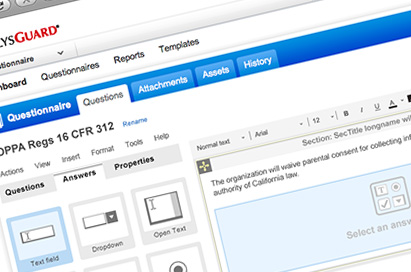 YSGUARD®
tionnaire
board Questionnaires Reports Templates
Questionnaire Questions Attachments Assets History
OPPA Regs 16 CFR 312 Rename
Actions View Insert Format Tools Help
Questions Answers Properties
Text field Dropdown Open Text
Normal text Arial 12 B I U A
Section: SecTitle longname wi
The organization will waive parental consent for collecting inf
authority of California law.
T
Select an answ